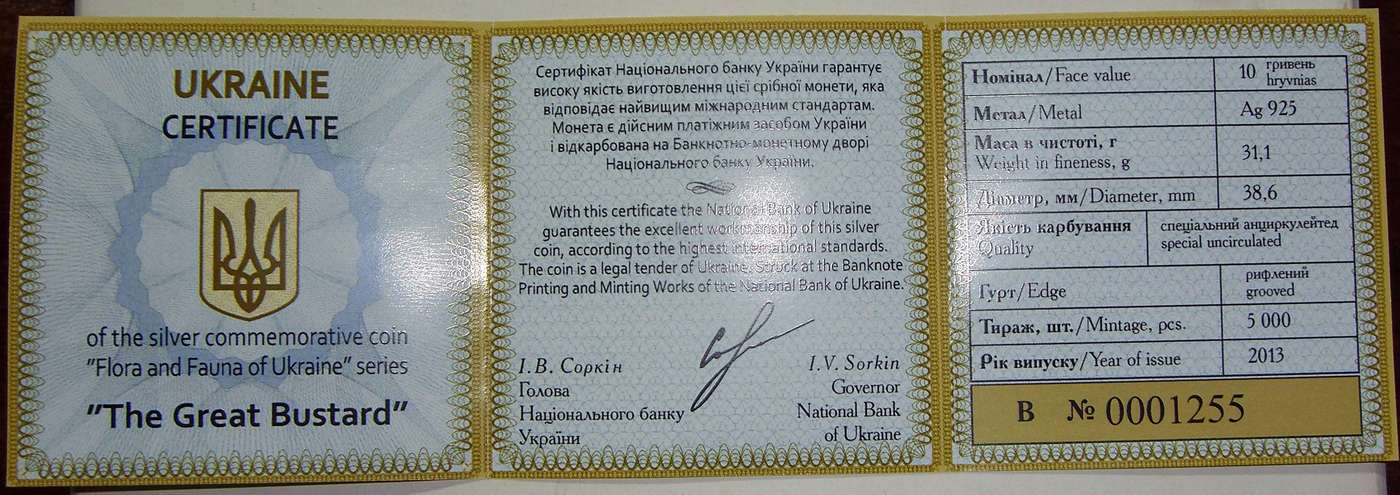 UKRAINE
CERTIFICATE
of the silver commemorative coin
"Flora and Fauna of Ukraine" series
"The Great Bustard"
Сертифікат Національного банку України гарантує
високу якість виготовлення цієї срібної монети, яка
відповідає найвищим міжнародним стандартам.
Монета є дійсним платіжним засобом України
і відкарбована на Банкнотно-монетному дворі
Національного банку України.
With this certificate the National Bank of Ukraine
guarantees the excellent workmanship of this silver
coin, according to the highest international standards.
The coin is a legal tender of Ukraine. Struck at the Banknote
Printing and Minting Works of the National Bank of Ukraine.
І.В. Соркін
Голова
Національного банку
України
I.V. Sorkin
Governor
National Bank
of Ukraine
Номінал/Face value 10 гривень hryvnias
Метал/Metal Ag 925
Маса в чистоті, г
Weight in fineness, g 31,1
Діаметр, мм/Diameter, mm 38,6
Якість карбування спеціальний анциркулейтед
Quality special uncirculated
Гурт/Edge рифлений grooved
Тираж, шт./Mintage, pcs. 5 000
Рік випуску/Year of issue 2013
В № 0001255